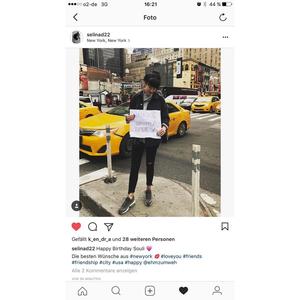 o2-de 3G
16:21
Foto
selinad22
New York, New York
Gefällt k_en_dr_a und 28 weiteren Personen
selinad22 Happy Birthday Souli
Die besten Wünsche aus #newyork #loveyou #friends
#friendship #city #usa #happy @ehmzumweh
Alle 2 Kommentare anzeigen